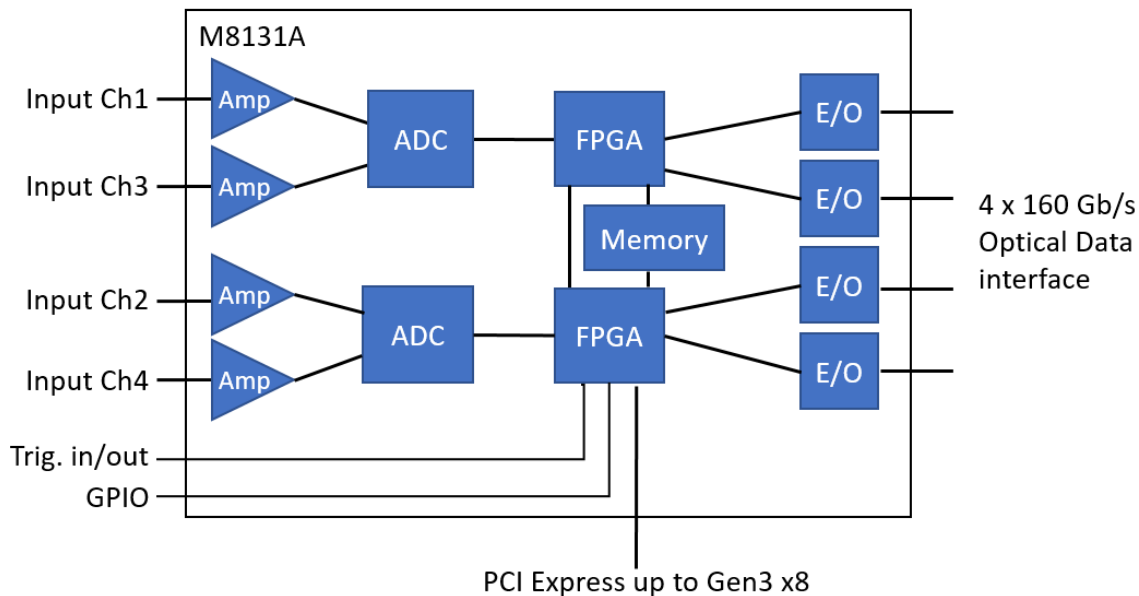 M8131A
Input Ch1
Amp
ADC
FPGA
E/O
Input Ch3
Amp
E/O
4 x 160 Gb/s
Optical Data
interface
Memory
Input Ch2
Amp
ADC
FPGA
E/O
Input Ch4
Amp
E/O
Trig. in/out
GPIO
PCI Express up to Gen3 x8